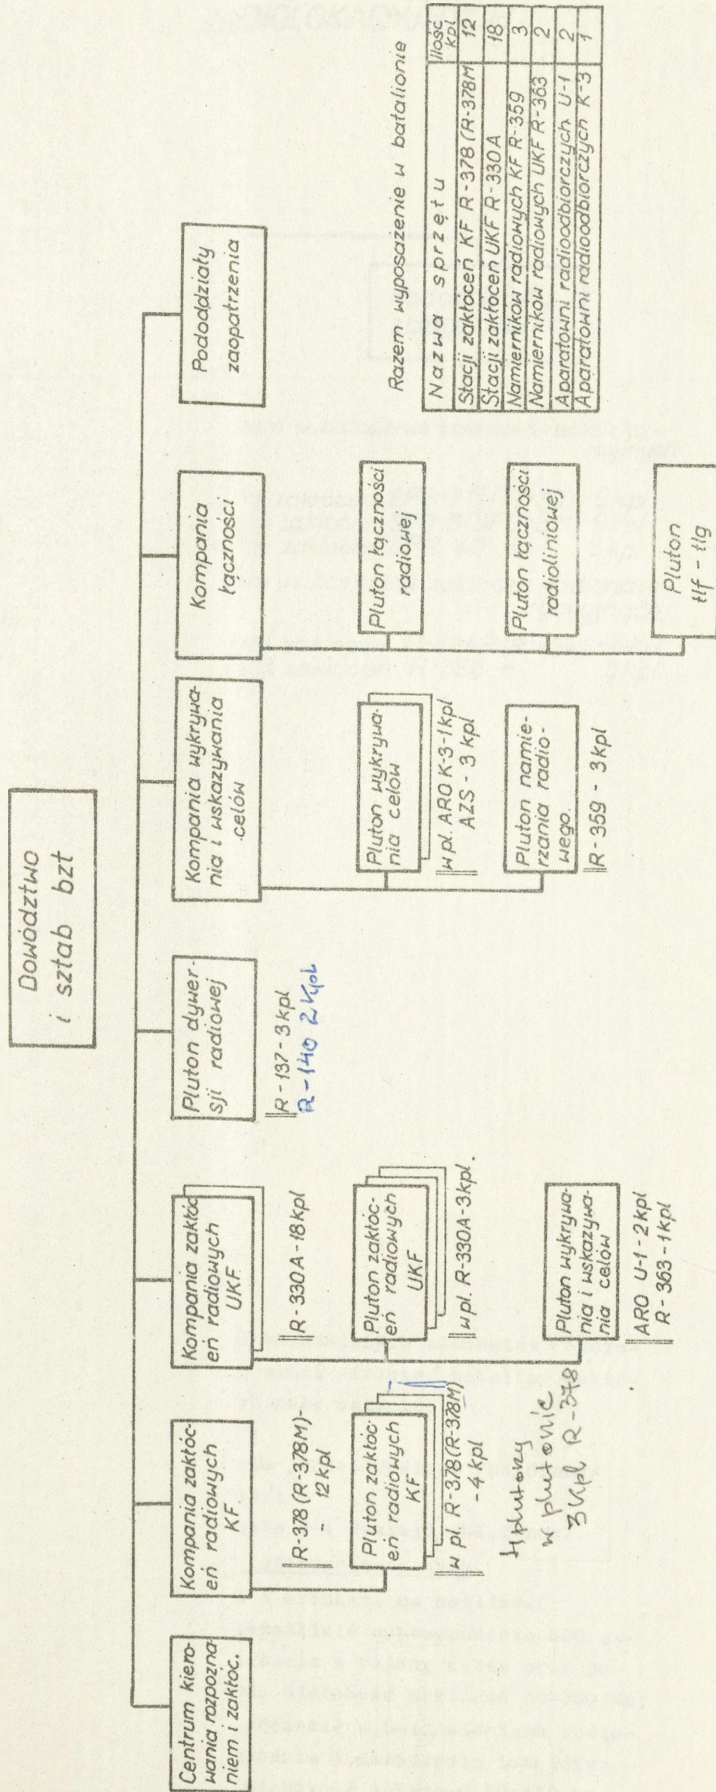 Dowództwo
i sztab bzt
Centrum kiero-
wania rozpozna-
niem i zakłóc.
Kompania zakłóc-
eń radiowych
KF.
R-378 (R-378M)-
- 12 kpl
Pluton zakłóc-
eń radiowych
KF
w pl. R-378 (R-378M)
- 4 kpl
4 plutony
w plutonie
3 kpl R-378
Kompania zakłóc
eń radiowych
UKF.
R-330A-18 kpl
Pluton zakłóc-
eń radiowych
UKF
w pl. R-330A-3kpl.
Pluton wykrywa-
nia i wskazywa-
nia celów
ARO U-1-2 kpl
R-363-1 kpl
Pluton dywer-
sji radiowej
R-137-3 kpl
R-140 2 kpl
Kompania wykrywa-
nia i wskazywania
celów
Pluton wykrywa-
nia celów
w pl. ARO K-3-1 kpl
AZS - 3 kpl
Pluton namie-
rzania radio-
wego.
R-359 - 3 kpl
Kompania
łączności
Pluton łączności
radiowej
Pluton łączności
radioliniowej
Pluton
tlf - tlg
Pododdziały
zaopatrzenia
Razem wyposażenie w batalionie
Nazwa sprzętu Ilość kpl
Stacji zakłóceń KF R-378 (R-378M 12
Stacji zakłóceń UKF R-330A 18
Namierników radiowych KF R-359 3
Namierników radiowych UKF R-363 2
Aparatowni radioodbiorczych U-1 2
Aparatowni radioodbiorczych K-3 1